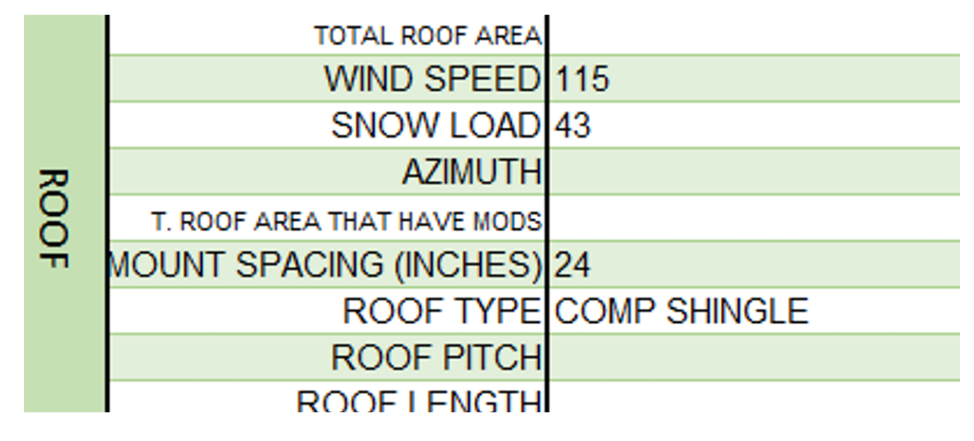 ROOF
TOTAL ROOF AREA
WIND SPEED 115
SNOW LOAD 43
AZIMUTH
T. ROOF AREA THAT HAVE MODS
MOUNT SPACING (INCHES) 24
ROOF TYPE COMP SHINGLE
ROOF PITCH
ROOF LENGTH